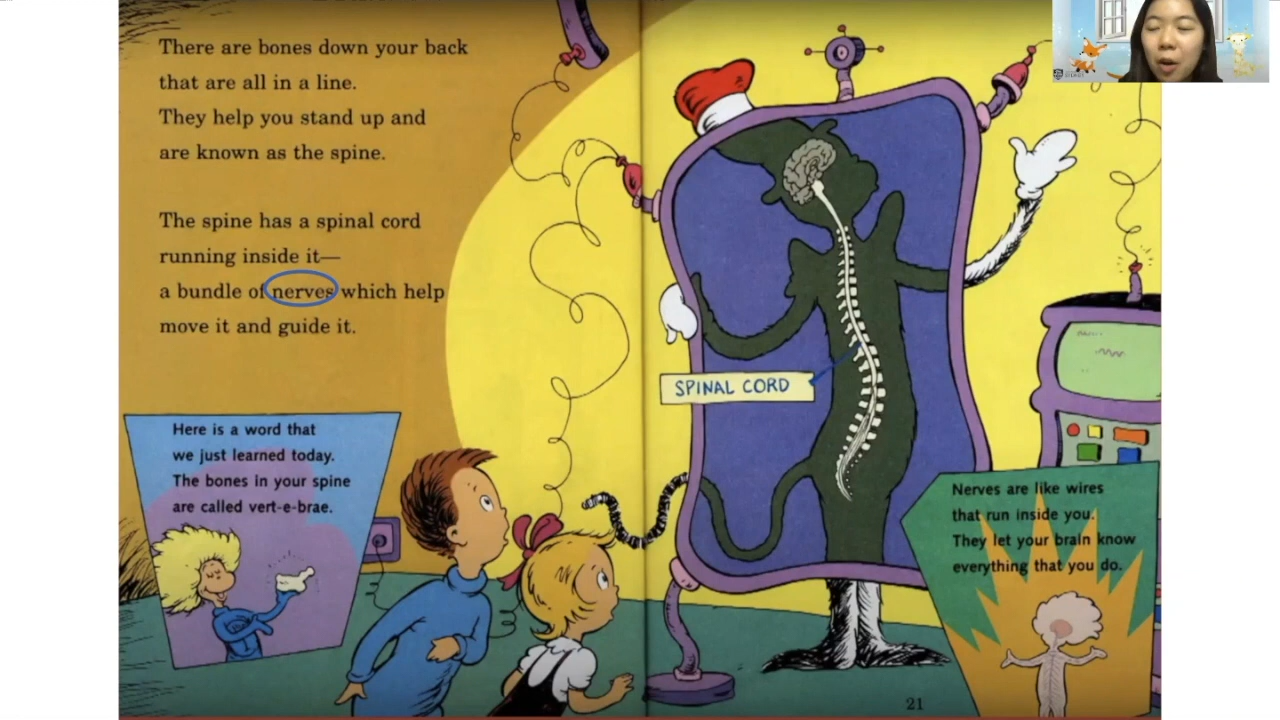 There are bones down your back
that are all in a line.
They help you stand up and
are known as the spine.
The spine has a spinal cord
running inside it—
a bundle of nerves which help
move it and guide it.
Here is a word that
we just learned today.
The bones in your spine
are called vert-e-brae.
SPINAL CORD
Nerves are like wires
that run inside you.
They let your brain know
everything that you do.
21